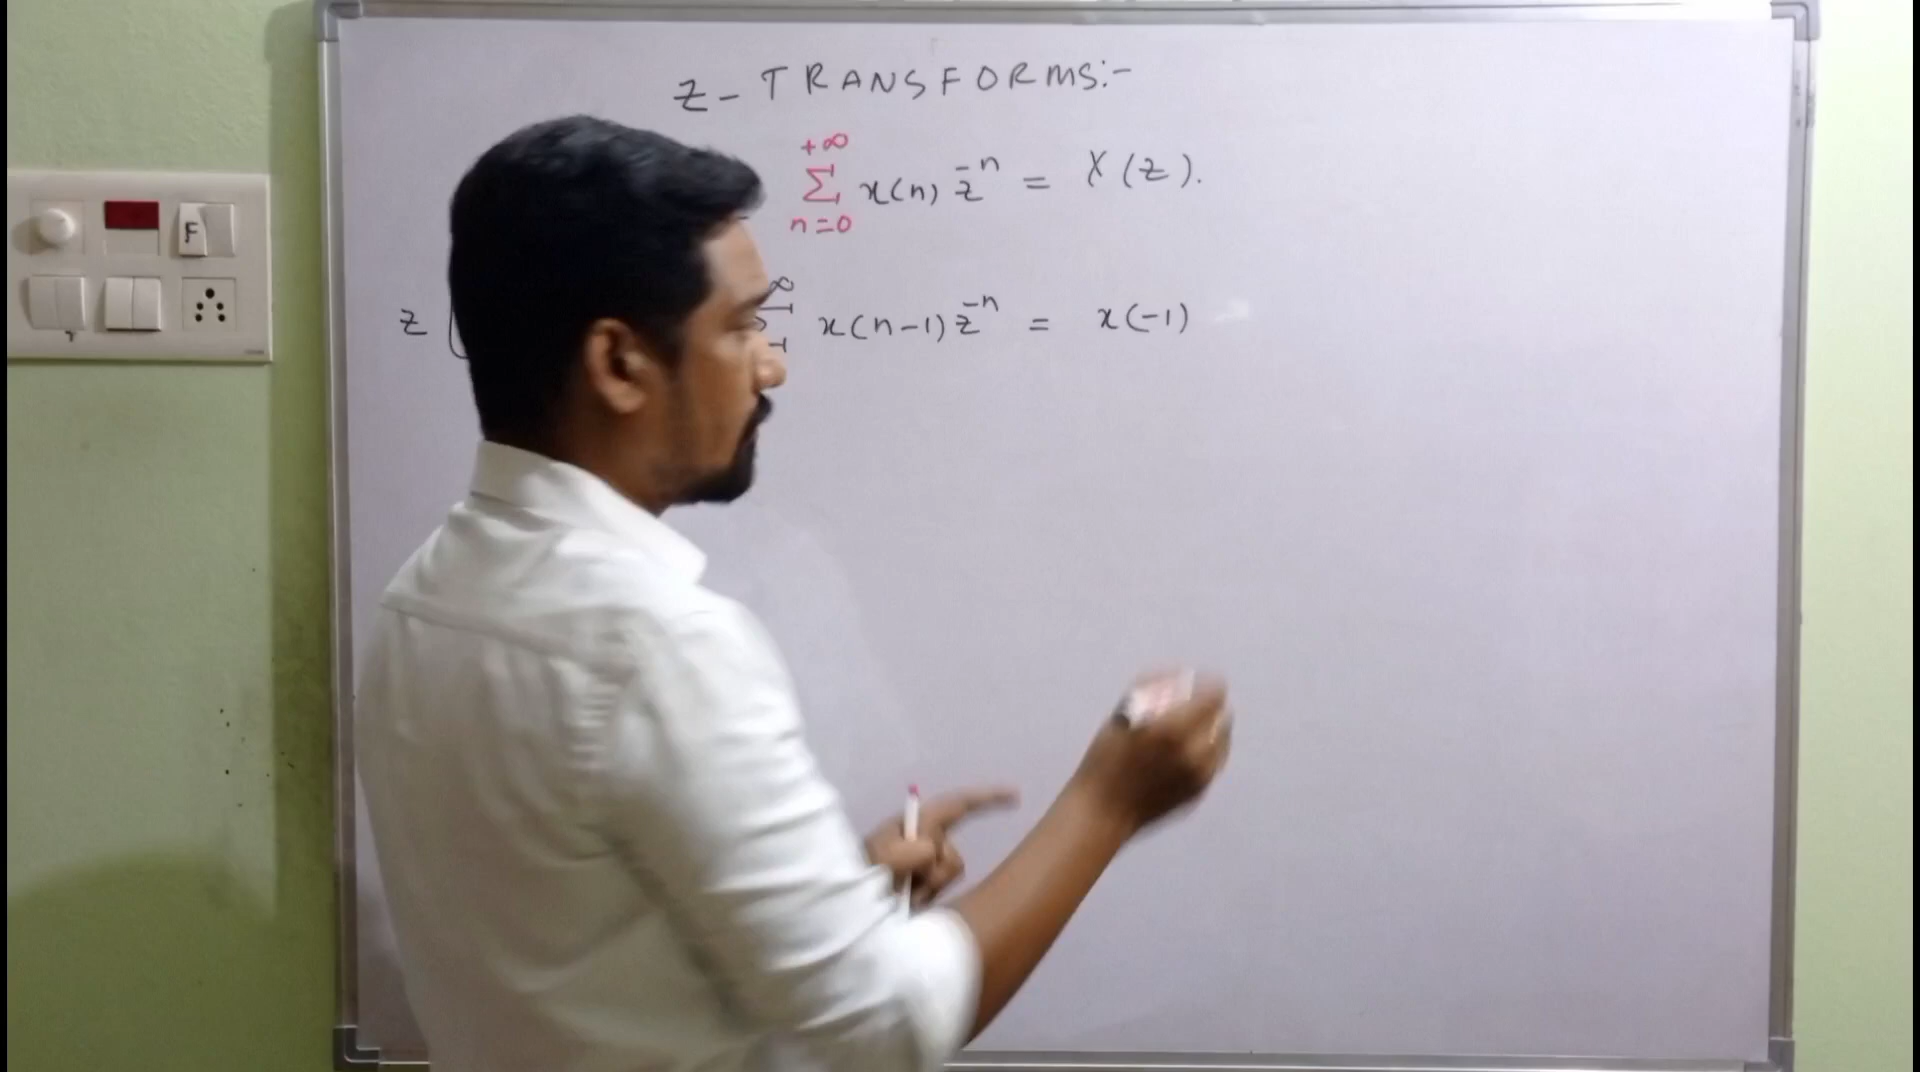 Z - TRANSFORMS:-
+∞
Σ x(n) z^-n = X(z).
n=0
F
∞
z x(n-1) z^-n = x(-1)